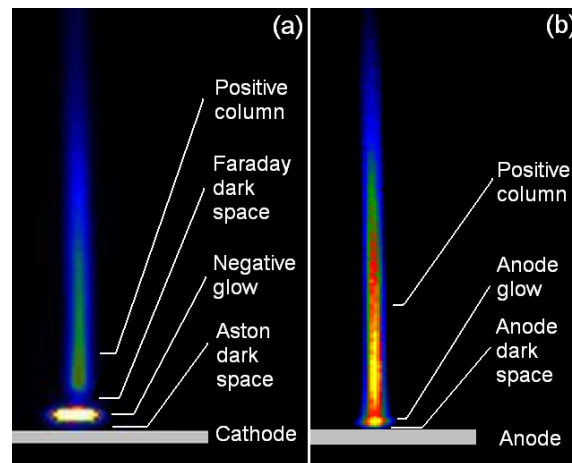 (a)
Positive
column
Faraday
dark
space
Negative
glow
Aston
dark
space
Cathode
(b)
Positive
column
Anode
glow
Anode
dark
space
Anode